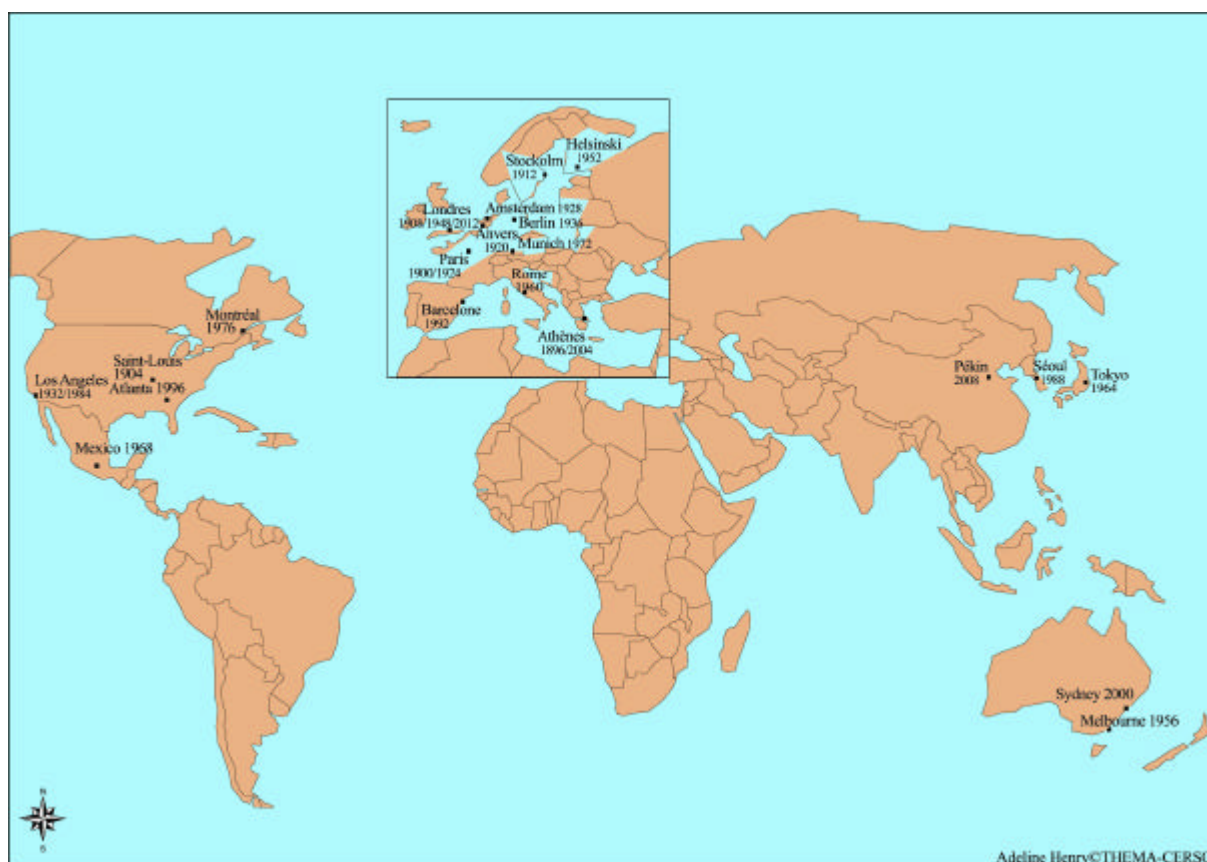 Helsinki
1952
Stockolm
1912
Londres
1908/1948/2012
Amsterdam 1928
Berlin 1936
Anvers
1920
Munich 1972
Paris
1900/1924
Rome
1960
Barcelone
1992
Athènes
1896/2004
Montréal
1976
Saint-Louis
1904
Los Angeles
1932/1984
Atlanta 1996
Mexico 1968
Pékin
2008
Séoul
1988
Tokyo
1964
Sydney 2000
Melbourne 1956
N
S
Adeline Henry©THEMA-CERSO